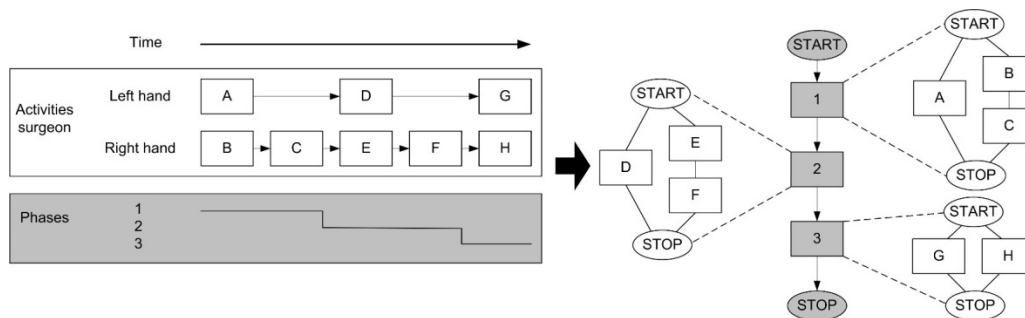 Time
Activities
surgeon
Left hand
A
D
G
Right hand
B
C
E
F
H
Phases
1
2
3
START
D
E
F
STOP
START
1
2
3
STOP
START
A
B
C
STOP
START
G
H
STOP